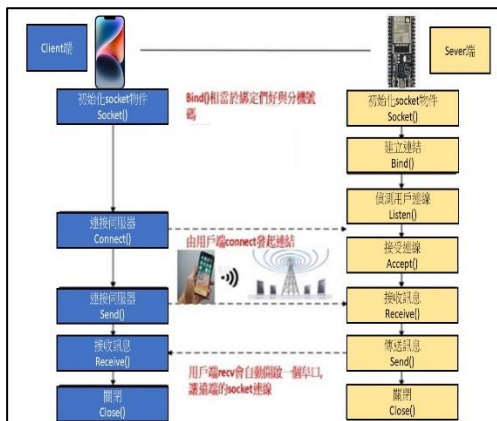 Client端
Sever端
初始化socket物件
Socket()
Bind()相當於綁定們好與分機號
碼
初始化socket物件
Socket()
建立連結
Bind()
偵測用戶連線
Listen()
連接伺服器
Connect()
由用戶端connect發起連結
接受連線
Accept()
連接伺服器
Send()
接收訊息
Receive()
接收訊息
Receive()
傳送訊息
Send()
用戶端recv會自動開啟一個阜口,
讓遠端的socket連線
關閉
Close()
關閉
Close()